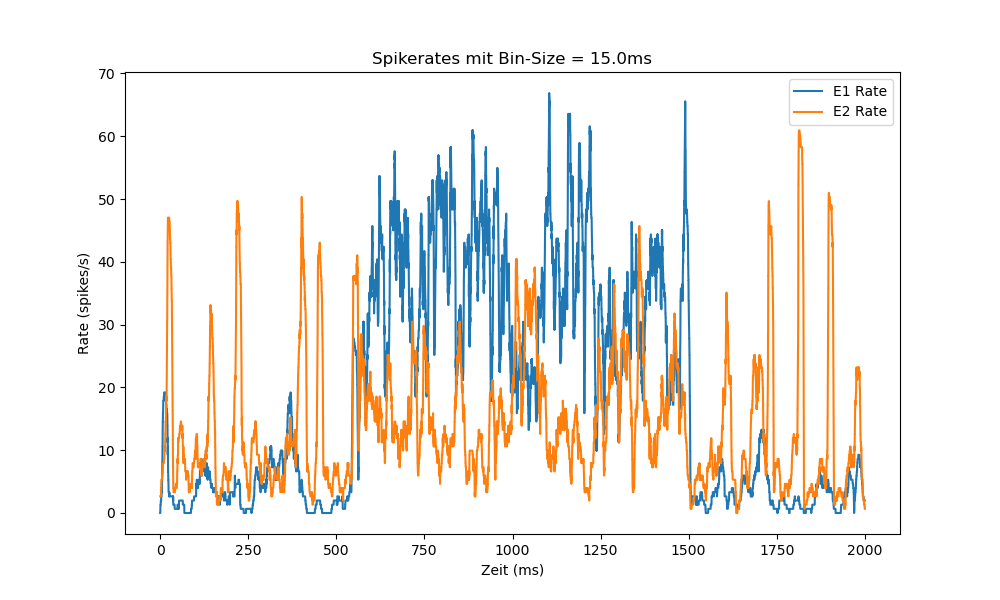 Spikerates mit Bin-Size = 15.0ms
E1 Rate
E2 Rate
Rate (spikes/s)
70
60
50
40
30
20
10
0
0 250 500 750 1000 1250 1500 1750 2000
Zeit (ms)